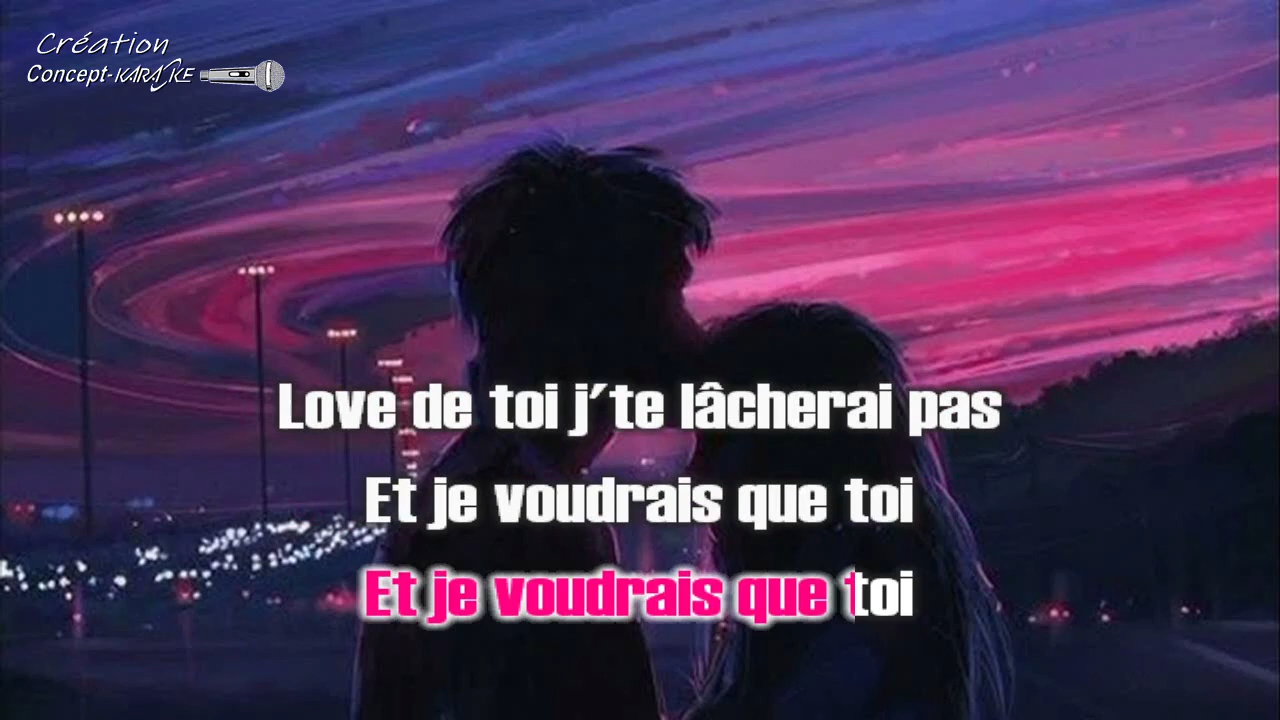 Création
Concept-KARAOKE
Love de toi j'te lâcherai pas
Et je voudrais que toi
Et je voudrais que toi